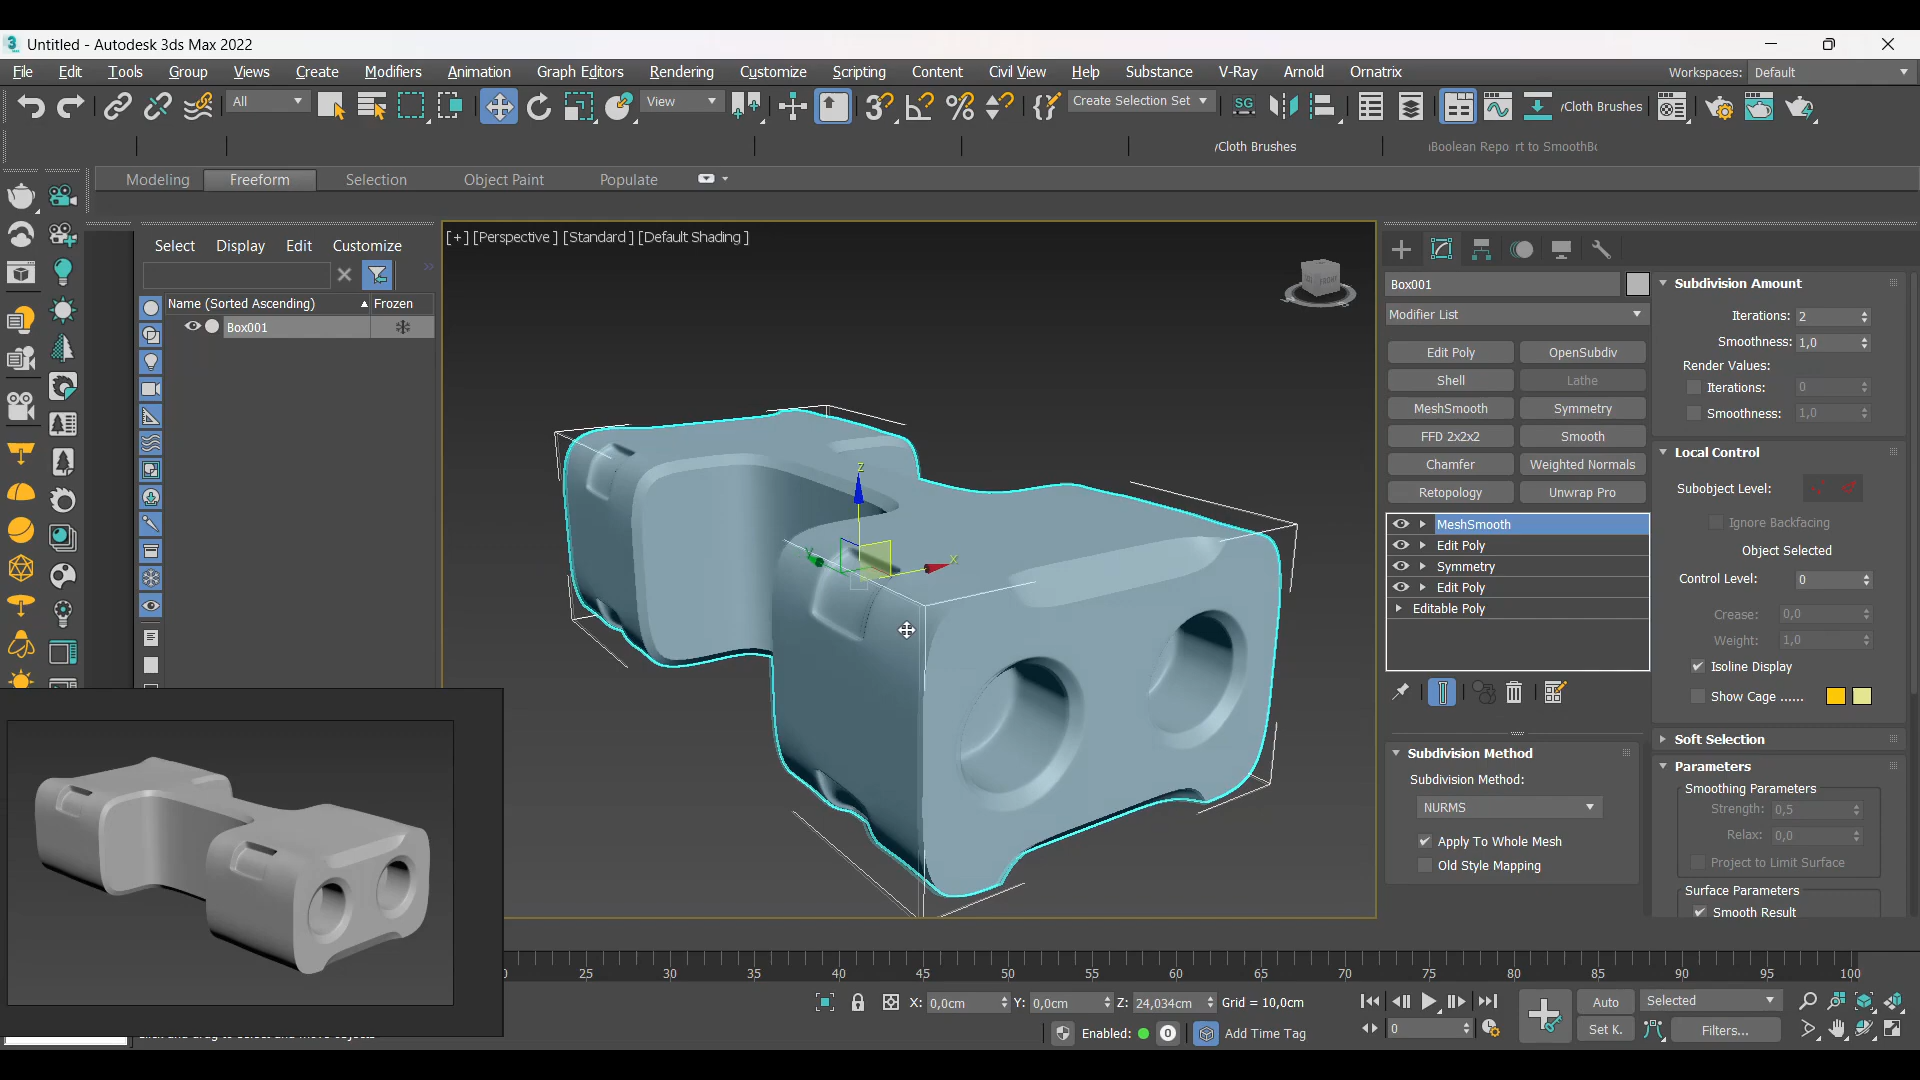 Untitled - Autodesk 3ds Max 2022
File Edit Tools Group Views Create Modifiers Animation Graph Editors Rendering Customize Scripting Content Civil View Help Substance V-Ray Arnold Ornatrix Workspaces: Default
All View Create Selection Set SG /Cloth Brushes
/Cloth Brushes Boolean Repo rt to SmoothBo
Modeling Freeform Selection Object Paint Populate
[+] [Perspective ] [Standard ] [Default Shading ]
Select Display Edit Customize
Name (Sorted Ascending) Frozen
Box001
Z
X
Y
FRONT
Box001
Modifier List
Edit Poly OpenSubdiv
Shell Lathe
MeshSmooth Symmetry
FFD 2x2x2 Smooth
Chamfer Weighted Normals
Retopology Unwrap Pro
MeshSmooth
Edit Poly
Symmetry
Edit Poly
Editable Poly
Subdivision Method
Subdivision Method:
NURMS
Apply To Whole Mesh
Old Style Mapping
Subdivision Amount
Iterations: 2
Smoothness: 1,0
Render Values:
Iterations: 0
Smoothness: 1,0
Local Control
Subobject Level:
Ignore Backfacing
Object Selected
Control Level: 0
Crease: 0,0
Weight: 1,0
Isoline Display
Show Cage ......
Soft Selection
Parameters
Smoothing Parameters
Strength: 0,5
Relax: 0,0
Project to Limit Surface
Surface Parameters
Smooth Result
25 30 35 40 45 50 55 60 65 70 75 80 85 90 95 100
X: 0,0cm Y: 0,0cm Z: 24,034cm Grid = 10,0cm Auto Selected
Enabled: 0 Add Time Tag 0 Set K. Filters...